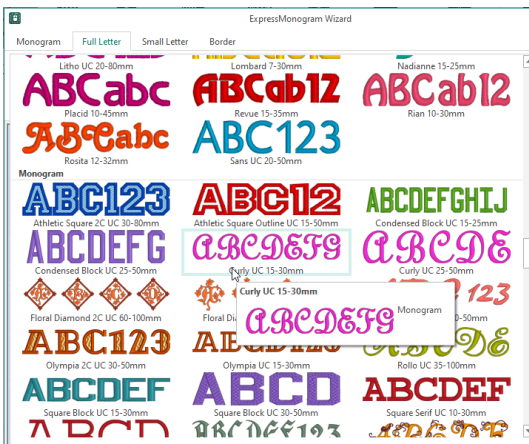 ExpressMonogram Wizard
Monogram Full Letter Small Letter Border
Litho UC 20-80mm Lombard 7-30mm Nadianne 15-25mm
ABCabc ABCab12 ABCab12
Placid 10-45mm Revue 15-35mm Rian 10-30mm
ABCabc ABC123
Rosita 12-32mm Sans UC 20-50mm
Monogram
ABC123 ABC12 ABCDEFGHIJ
Athletic Square 2C UC 30-80mm Athletic Square Outline UC 15-50mm Condensed Block UC 15-25mm
ABCDEFG ABCDEFG ABCDE
Condensed Block UC 25-50mm Curly UC 15-30mm Curly UC 25-50mm
123
Floral Diamond 2C UC 60-100mm Floral -50mm
Curly UC 15-30mm
ABCDEFG Monogram
ABC123 DE
Olympia 2C UC 30-60mm Olympia UC 15-30mm Rollo UC 35-100mm
ABCDEF ABCD ABCDEF
Square Block UC 15-30mm Square Block UC 30-50mm Square Serif UC 10-30mm
ABCD ABCDEF123